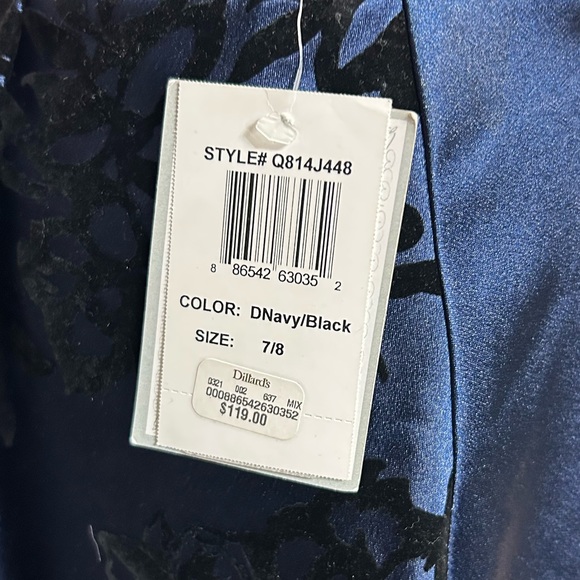 STYLE# Q814J448
8 86542 63035 2
COLOR: DNavy/Black
SIZE: 7/8
Dillard's
0321 002 637 MIX
000886542630352
$119.00